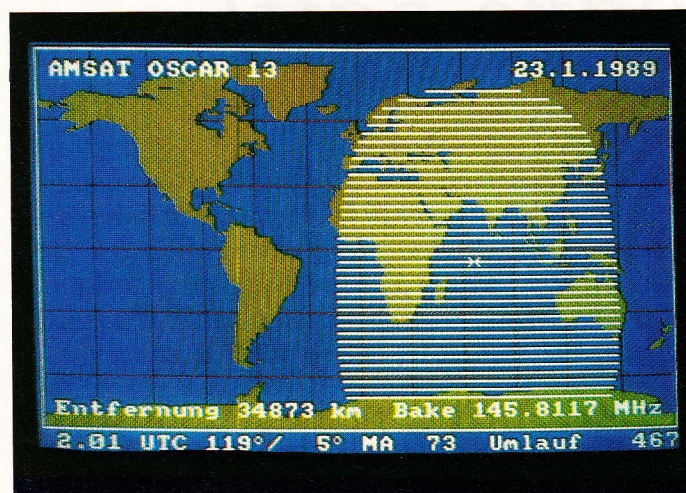 AMSAT OSCAR 13 23.1.1989
Entfernung 34873 km Bake 145.8117 MHz
2.01 UTC 119°/ 5° MA 73 Umlauf 467